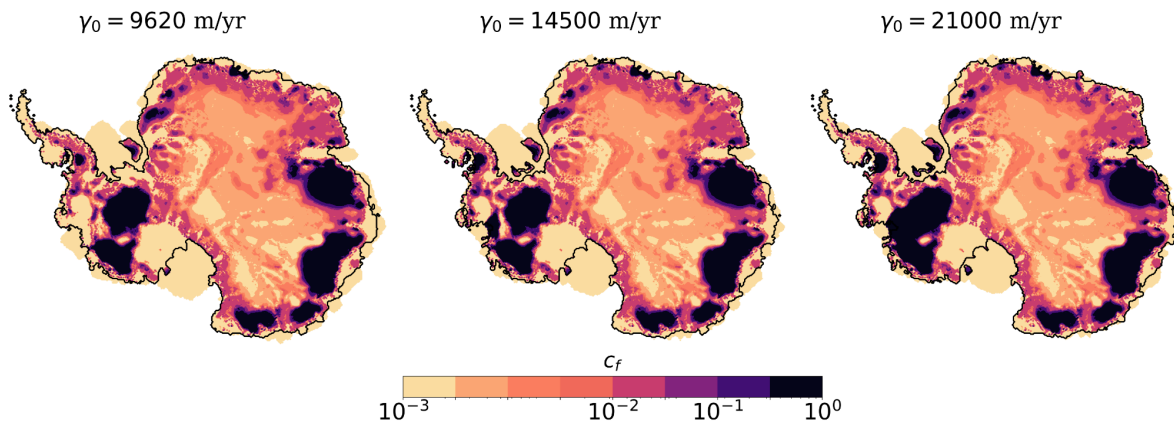 γ₀ = 9620 m/yr
γ₀ = 14500 m/yr
γ₀ = 21000 m/yr
c_f
10⁻³ 10⁻² 10⁻¹ 10⁰